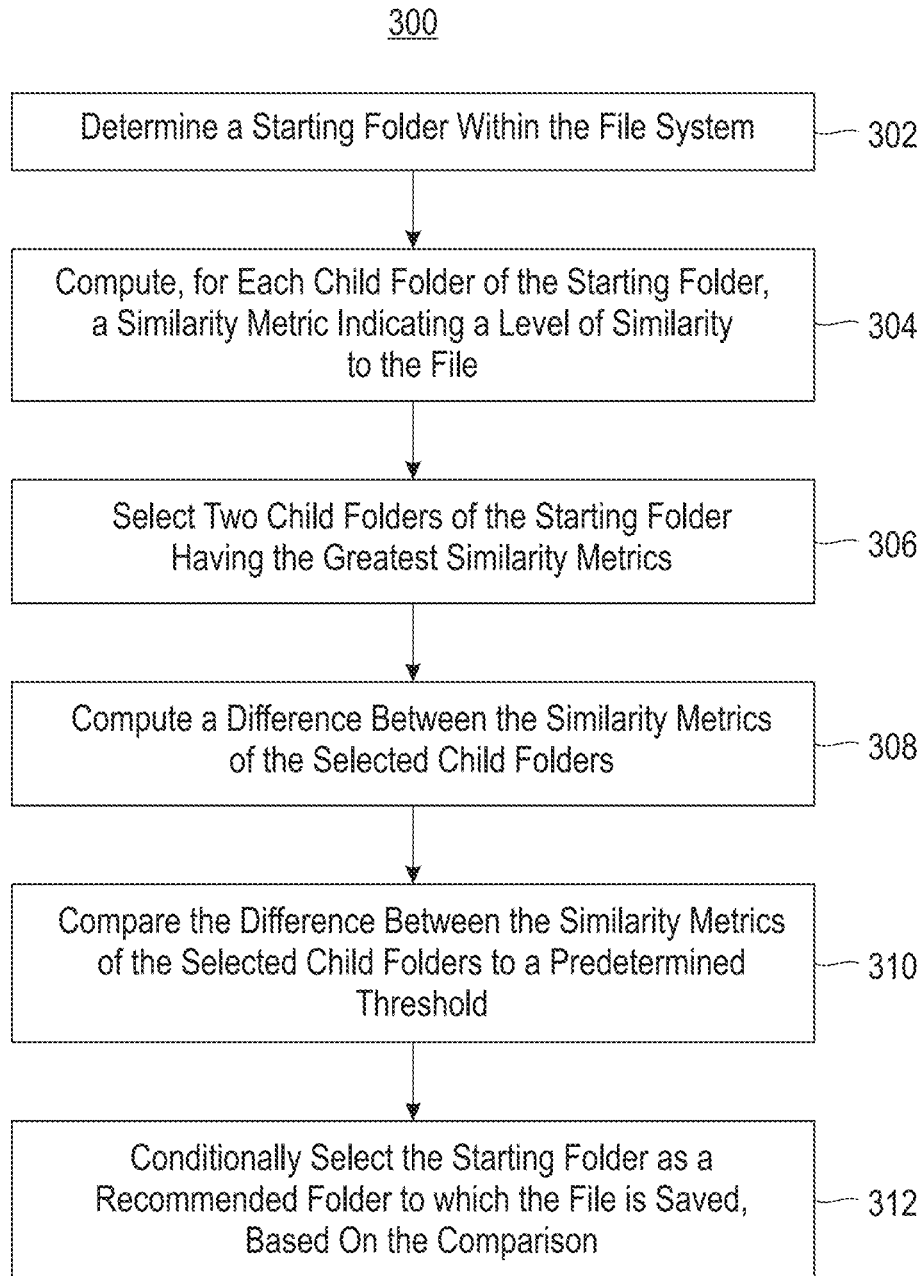 300
Determine a Starting Folder Within the File System
302
Compute, for Each Child Folder of the Starting Folder,
a Similarity Metric Indicating a Level of Similarity
to the File
304
Select Two Child Folders of the Starting Folder
Having the Greatest Similarity Metrics
306
Compute a Difference Between the Similarity Metrics
of the Selected Child Folders
308
Compare the Difference Between the Similarity Metrics
of the Selected Child Folders to a Predetermined
Threshold
310
Conditionally Select the Starting Folder as a
Recommended Folder to which the File is Saved,
Based On the Comparison
312